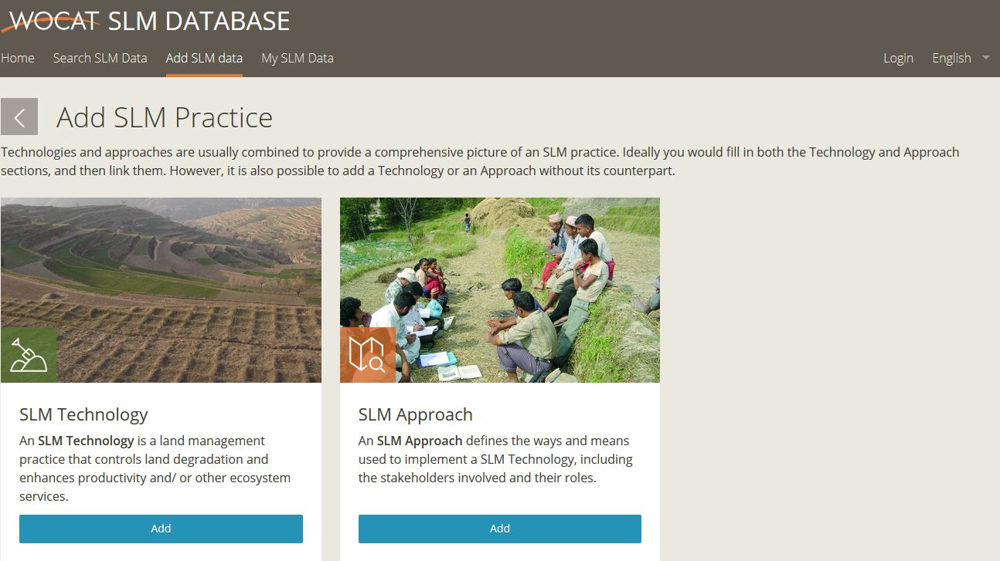 WOCAT SLM DATABASE
Home Search SLM Data Add SLM data My SLM Data Login English
Add SLM Practice
Technologies and approaches are usually combined to provide a comprehensive picture of an SLM practice. Ideally you would fill in both the Technology and Approach
sections, and then link them. However, it is also possible to add a Technology or an Approach without its counterpart.
SLM Technology
An SLM Technology is a land management
practice that controls land degradation and
enhances productivity and/ or other ecosystem
services.
Add
SLM Approach
An SLM Approach defines the ways and means
used to implement a SLM Technology, including
the stakeholders involved and their roles.
Add